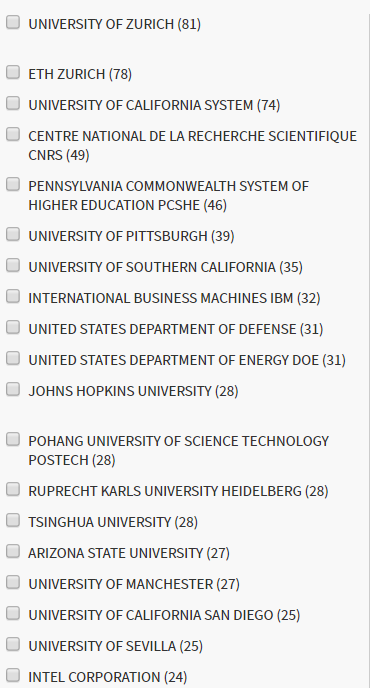 UNIVERSITY OF ZURICH (81)
ETH ZURICH (78)
UNIVERSITY OF CALIFORNIA SYSTEM (74)
CENTRE NATIONAL DE LA RECHERCHE SCIENTIFIQUE
CNRS (49)
PENNSYLVANIA COMMONWEALTH SYSTEM OF
HIGHER EDUCATION PCSHE (46)
UNIVERSITY OF PITTSBURGH (39)
UNIVERSITY OF SOUTHERN CALIFORNIA (35)
INTERNATIONAL BUSINESS MACHINES IBM (32)
UNITED STATES DEPARTMENT OF DEFENSE (31)
UNITED STATES DEPARTMENT OF ENERGY DOE (31)
JOHNS HOPKINS UNIVERSITY (28)
POHANG UNIVERSITY OF SCIENCE TECHNOLOGY
POSTECH (28)
RUPRECHT KARLS UNIVERSITY HEIDELBERG (28)
TSINGHUA UNIVERSITY (28)
ARIZONA STATE UNIVERSITY (27)
UNIVERSITY OF MANCHESTER (27)
UNIVERSITY OF CALIFORNIA SAN DIEGO (25)
UNIVERSITY OF SEVILLA (25)
INTEL CORPORATION (24)